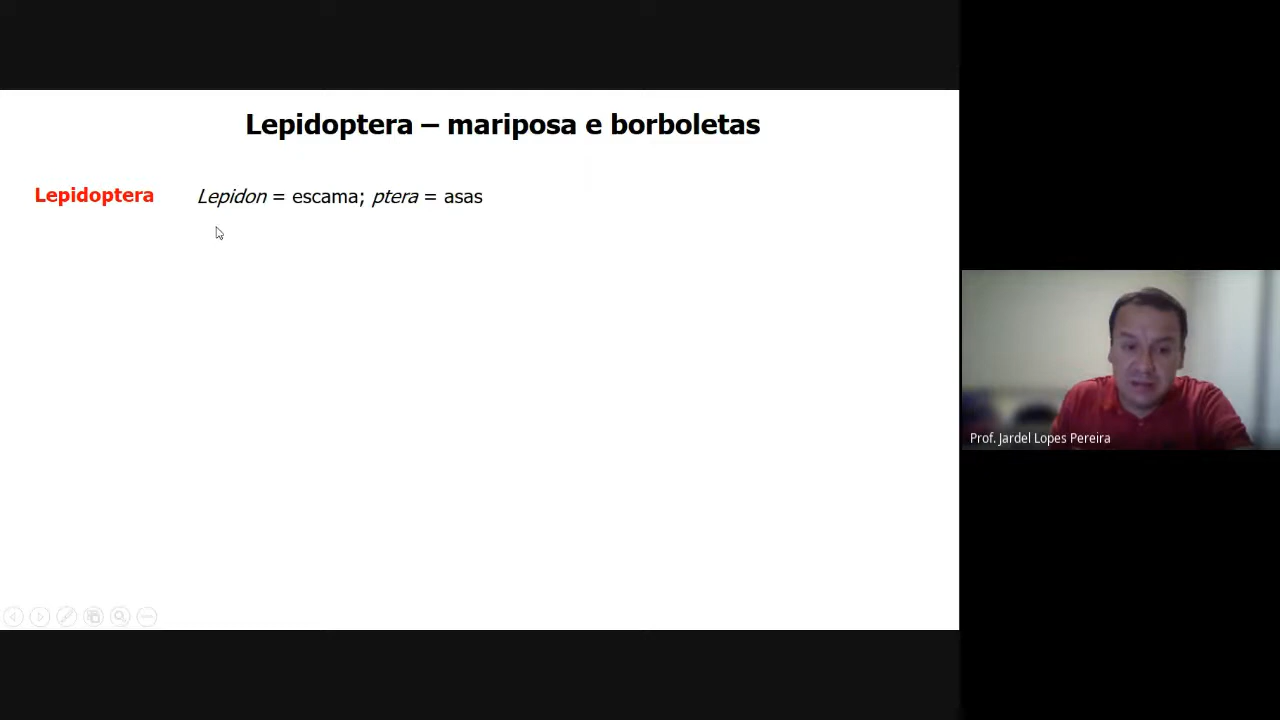 Lepidoptera – mariposa e borboletas
Lepidoptera Lepidon = escama; ptera = asas
Prof. Jardel Lopes Pereira